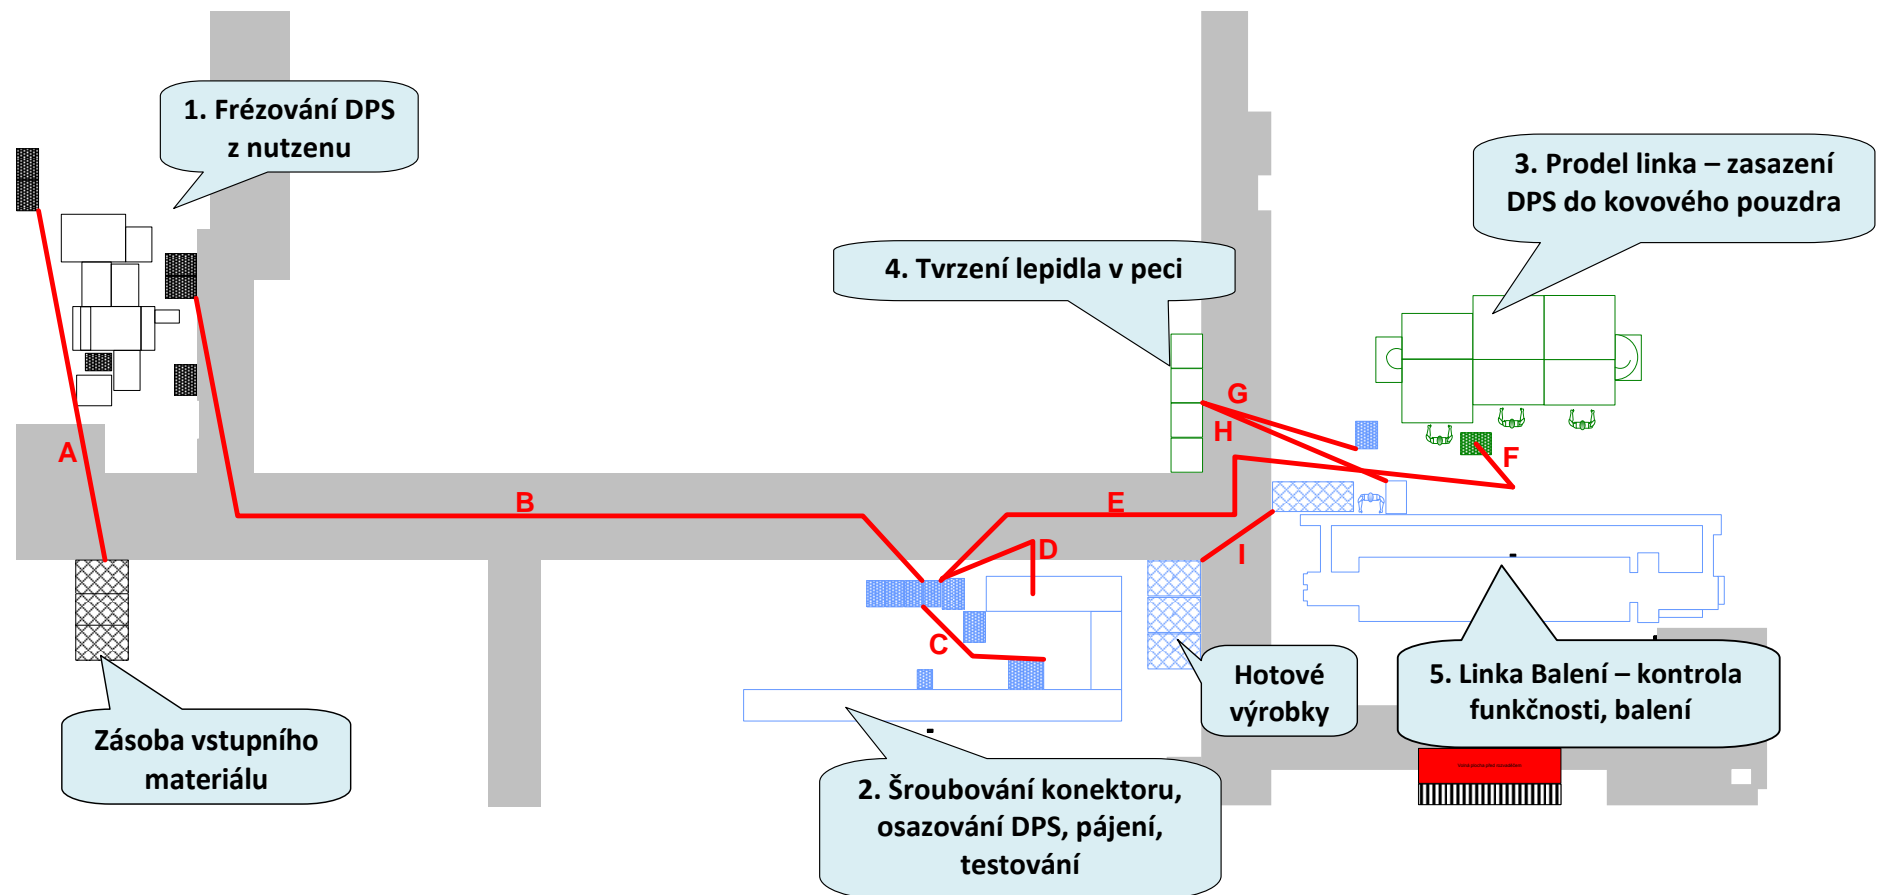 1. Frézování DPS
z nutzenu
3. Prodel linka – zasazení
DPS do kovového pouzdra
4. Tvrzení lepidla v peci
G
H
A
F
B
E
D
I
C
Hotové
výrobky
5. Linka Balení – kontrola
funkčnosti, balení
Zásoba vstupního
materiálu
2. Šroubování konektoru,
osazování DPS, pájení,
testování